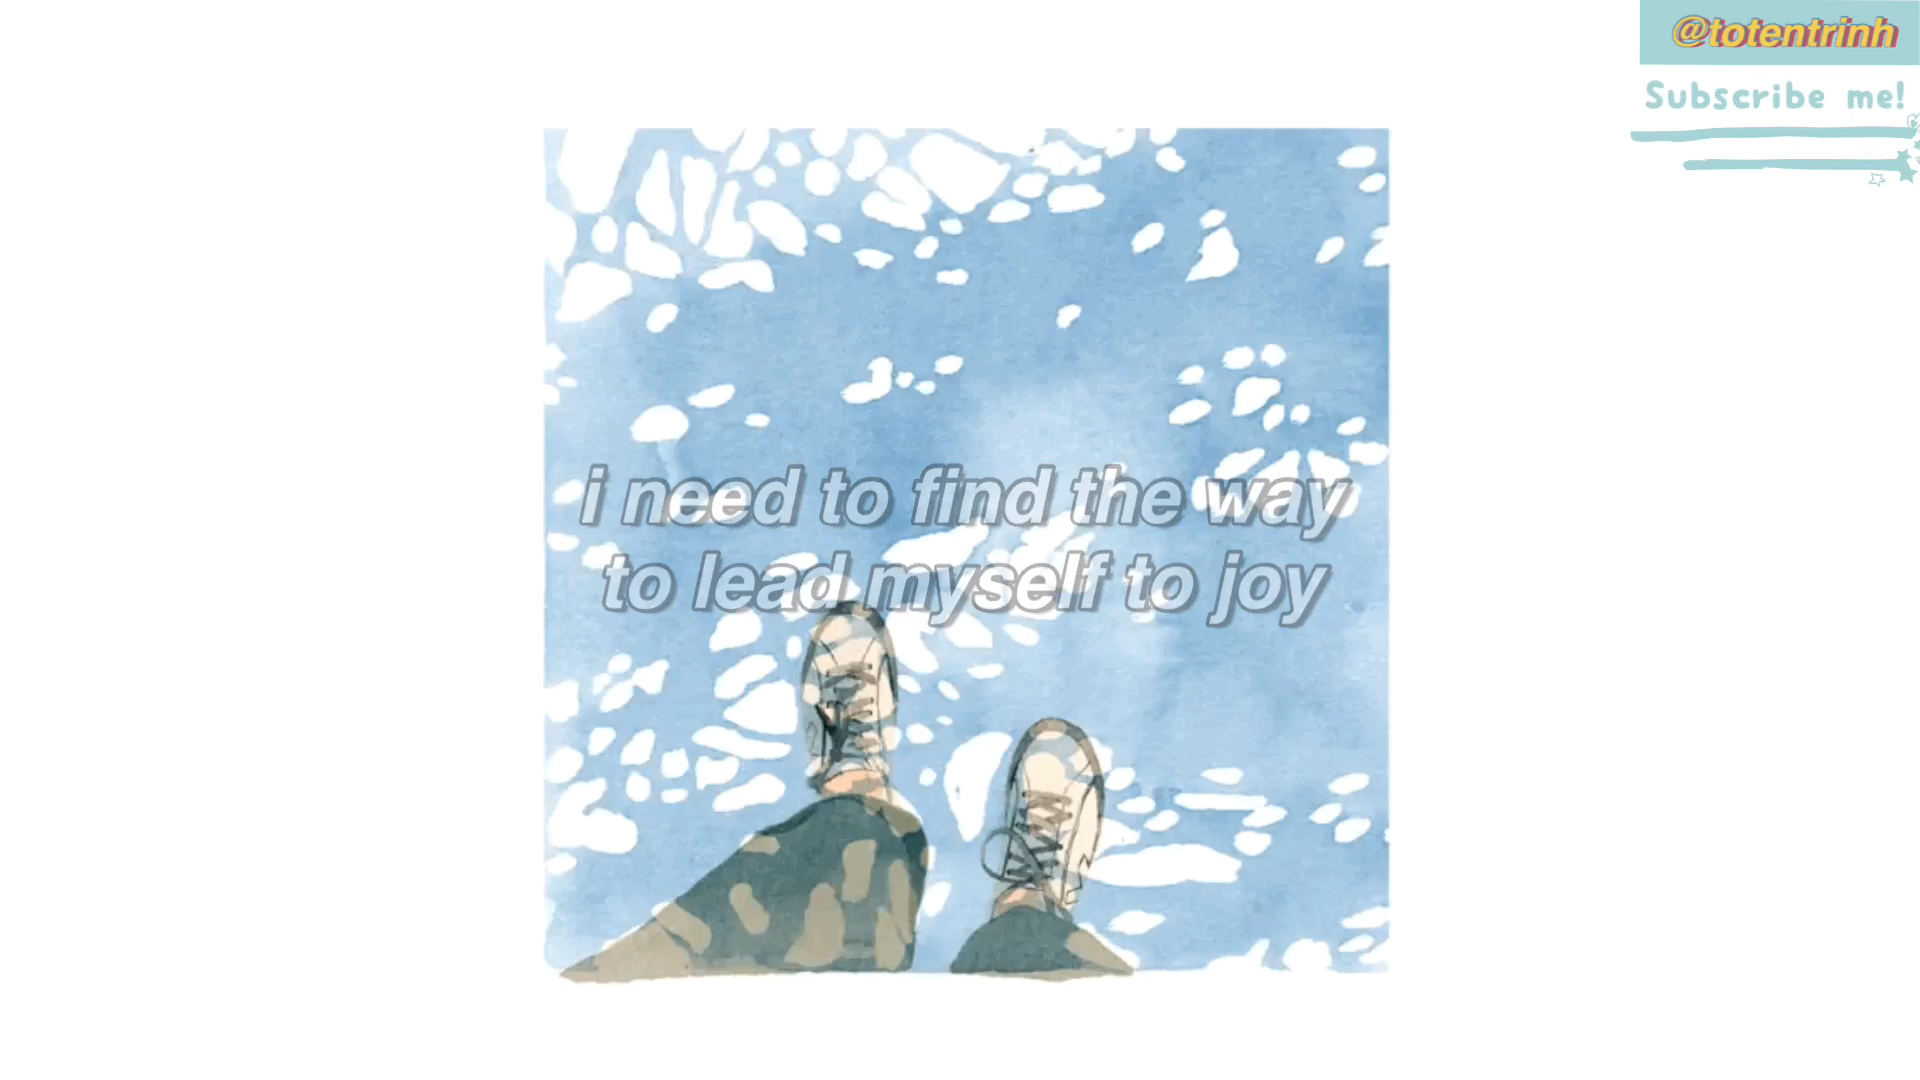 @totentrinh
Subscribe me!
i need to find the way
to lead myself to joy